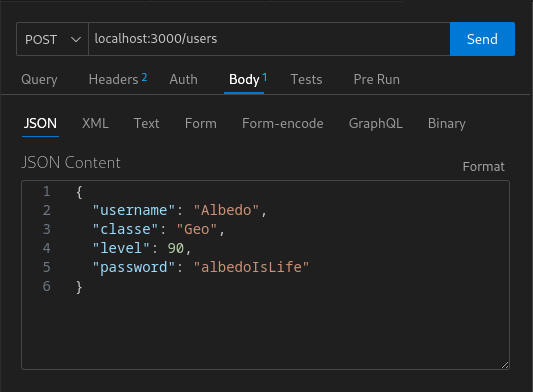 POST localhost:3000/users Send
Query Headers 2 Auth Body 1 Tests Pre Run
JSON XML Text Form Form-encode GraphQL Binary
JSON Content Format
1 {
2 "username": "Albedo",
3 "classe": "Geo",
4 "level": 90,
5 "password": "albedoIsLife"
6 }